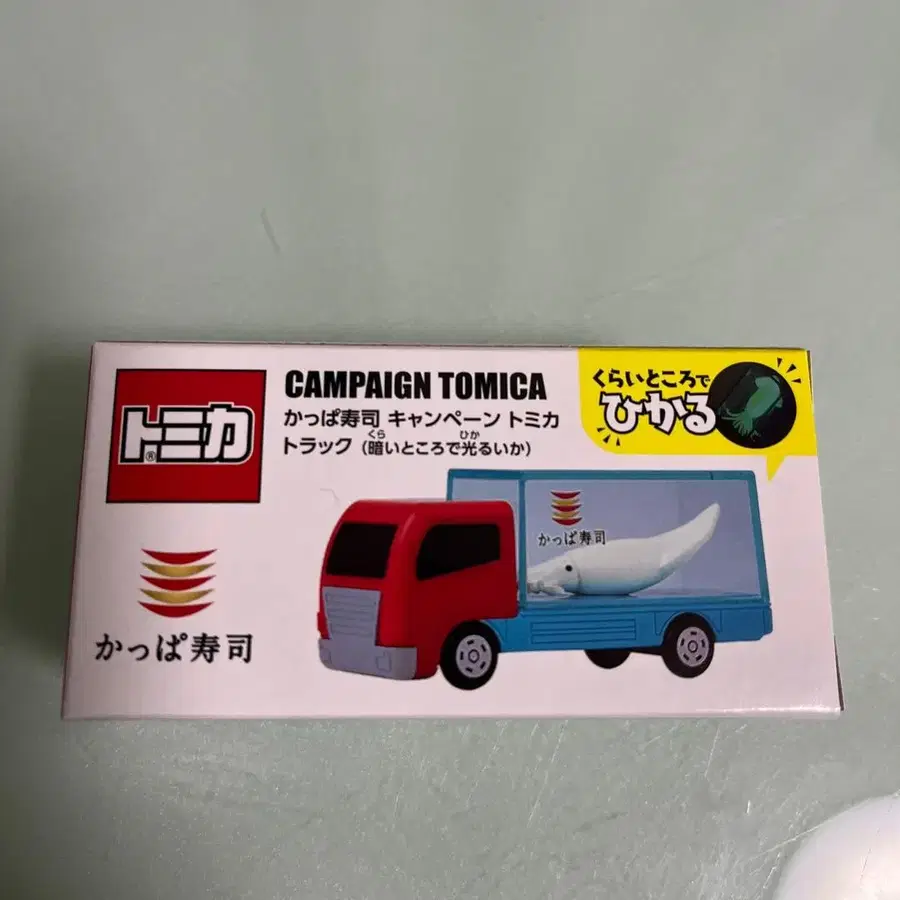 トミカ®
CAMPAIGN TOMICA
かっぱ寿司 キャンペーン トミカ
トラック（暗いところで光るいか）
くら ひか
くらいところで
ひかる
かっぱ寿司
かっぱ寿司